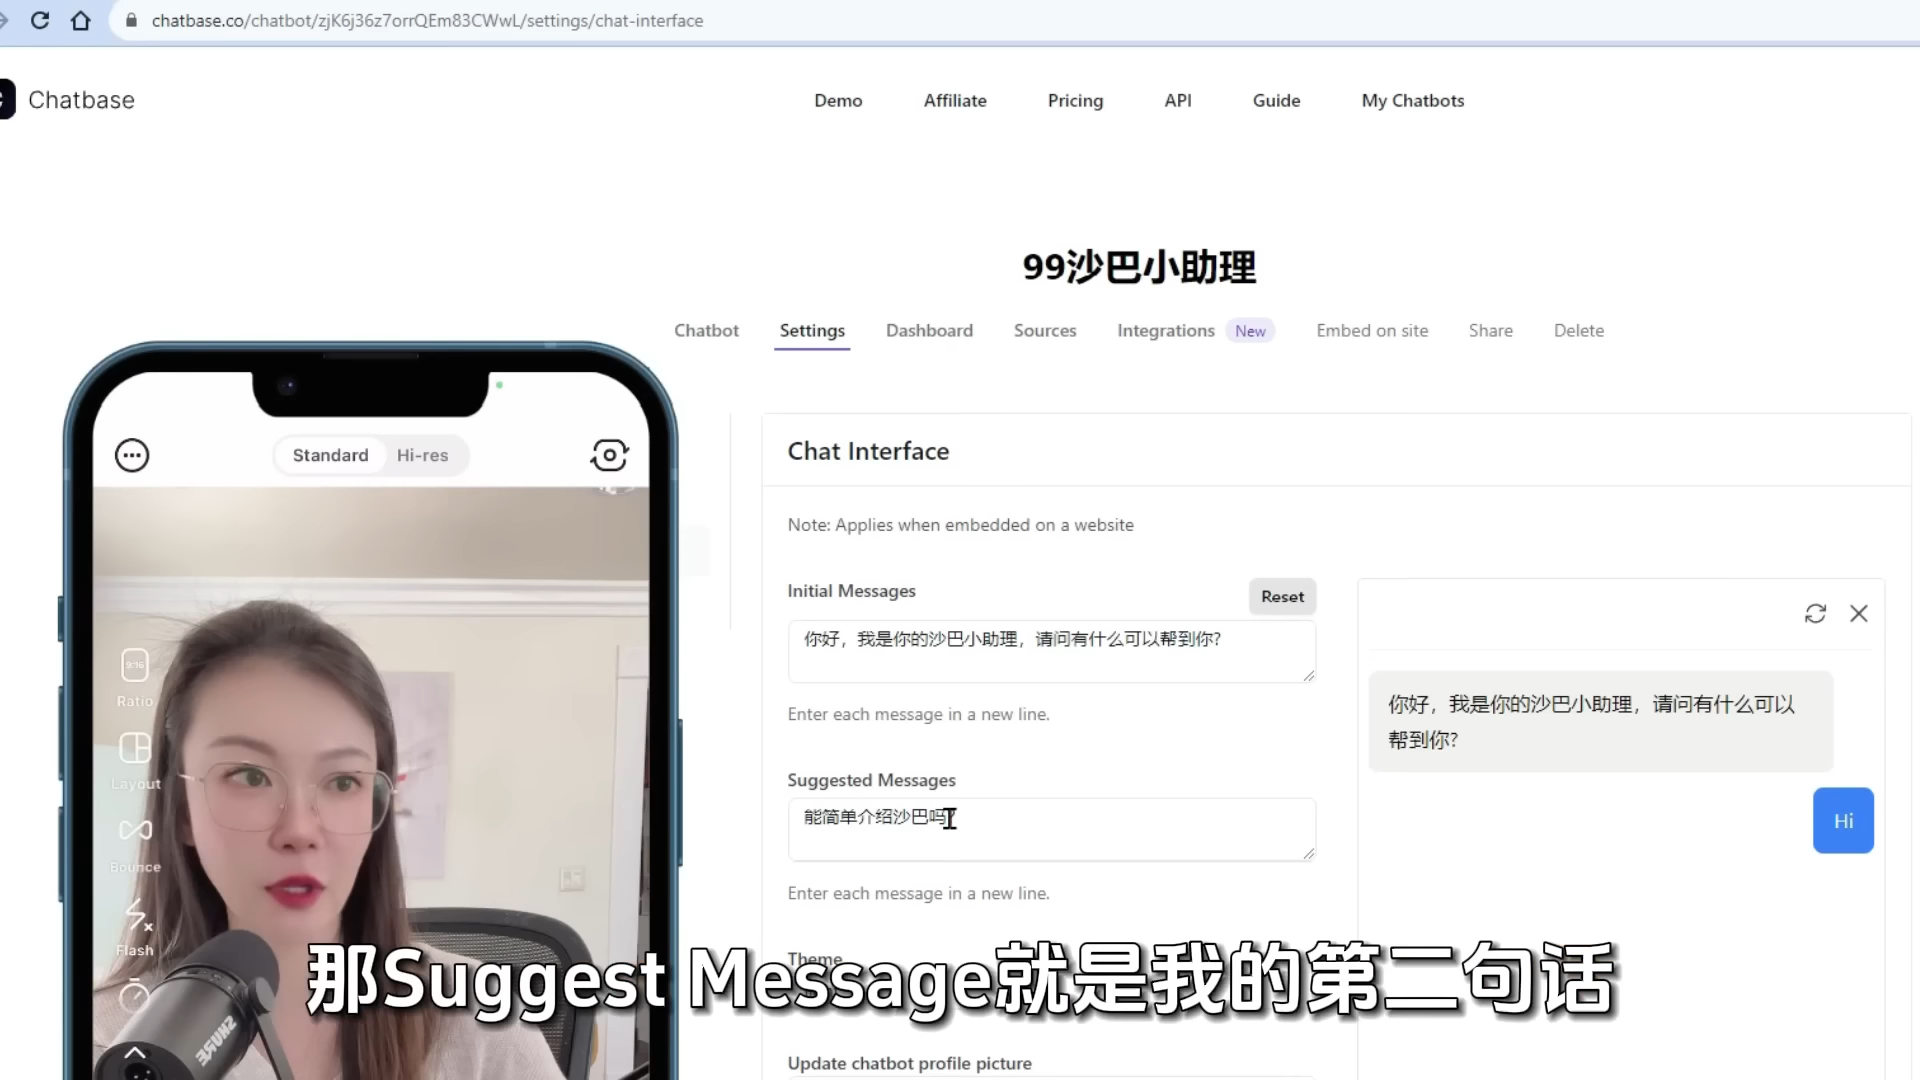 chatbase.co/chatbot/zjK6j36z7orrQEm83CWwL/settings/chat-interface
Chatbase
Demo
Affiliate
Pricing
API
Guide
My Chatbots
99沙巴小助理
Chatbot
Settings
Dashboard
Sources
Integrations
New
Embed on site
Share
Delete
Standard
Hi-res
Chat Interface
Note: Applies when embedded on a website
Initial Messages
Reset
你好，我是你的沙巴小助理，请问有什么可以帮到你?
Enter each message in a new line.
Suggested Messages
能简单介绍沙巴吗?
Enter each message in a new line.
Theme
Update chatbot profile picture
你好，我是你的沙巴小助理，请问有什么可以
帮到你?
Hi
9:16
Ratio
Layout
Bounce
Flash
SHURE
那Suggest Message就是我的第二句话